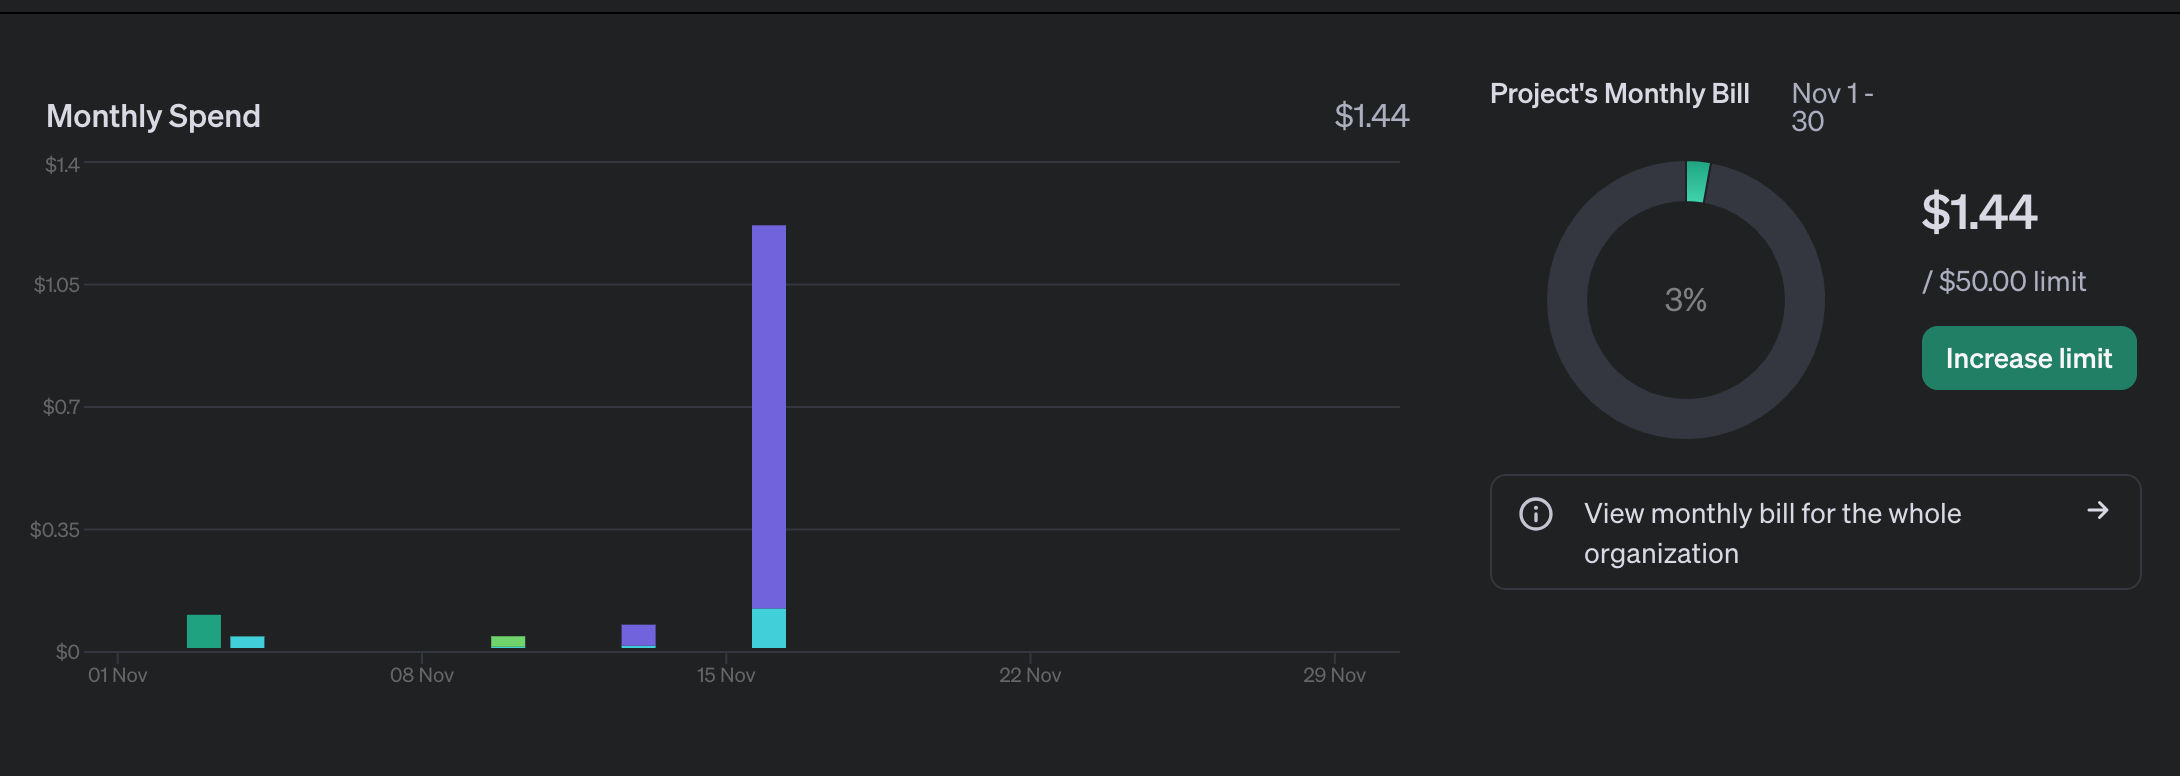 Monthly Spend
$1.44
$1.4
$1.05
$0.7
$0.35
$0
01 Nov
08 Nov
15 Nov
22 Nov
29 Nov
Project's Monthly Bill
Nov 1 -
30
3%
$1.44
/ $50.00 limit
Increase limit
View monthly bill for the whole
organization